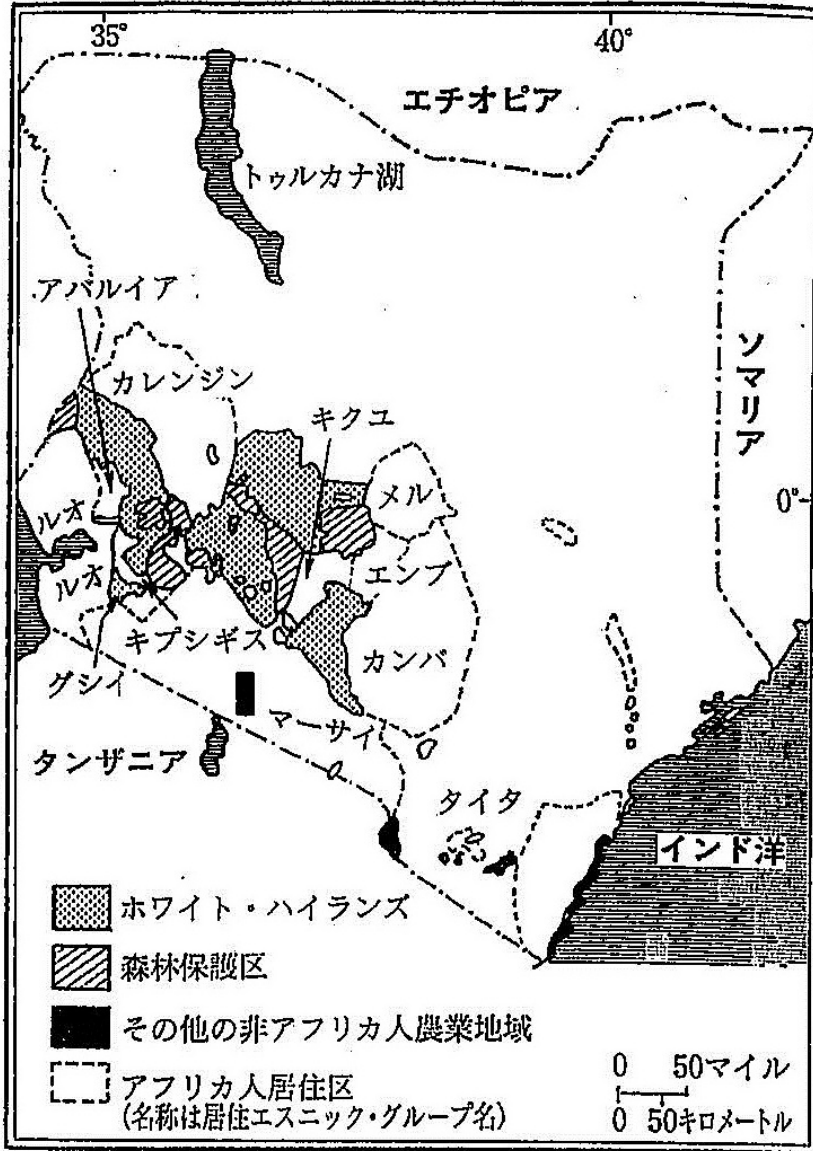 35°
40°
エチオピア
トゥルカナ湖
アバルイア
カレンジン
ソマリア
キクユ
メル
0°
ルオ
エンブ
ルオ
キプシギス
カンバ
グシイ
マーサイ
タンザニア
タイタ
インド洋
ホワイト・ハイランズ
森林保護区
その他の非アフリカ人農業地域
アフリカ人居住区
(名称は居住エスニック・グループ名)
0 50マイル
0 50キロメートル